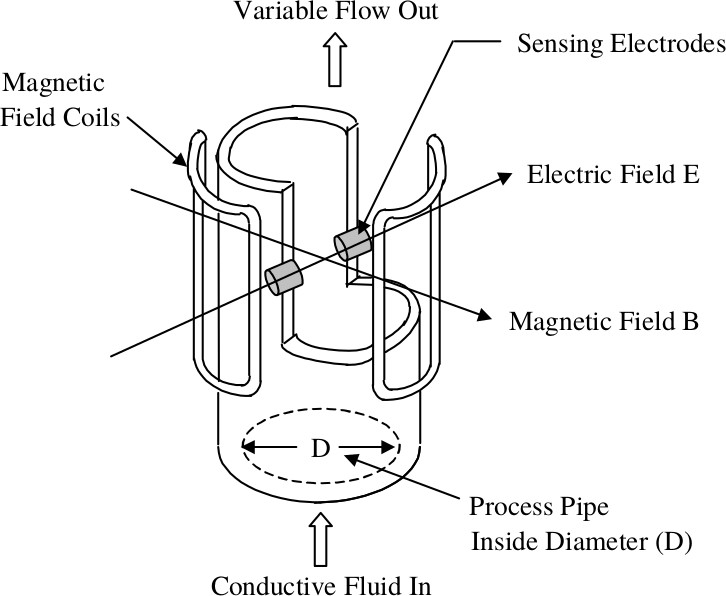 Variable Flow Out
Sensing Electrodes
Magnetic
Field Coils
Electric Field E
Magnetic Field B
D
Process Pipe
Inside Diameter (D)
Conductive Fluid In